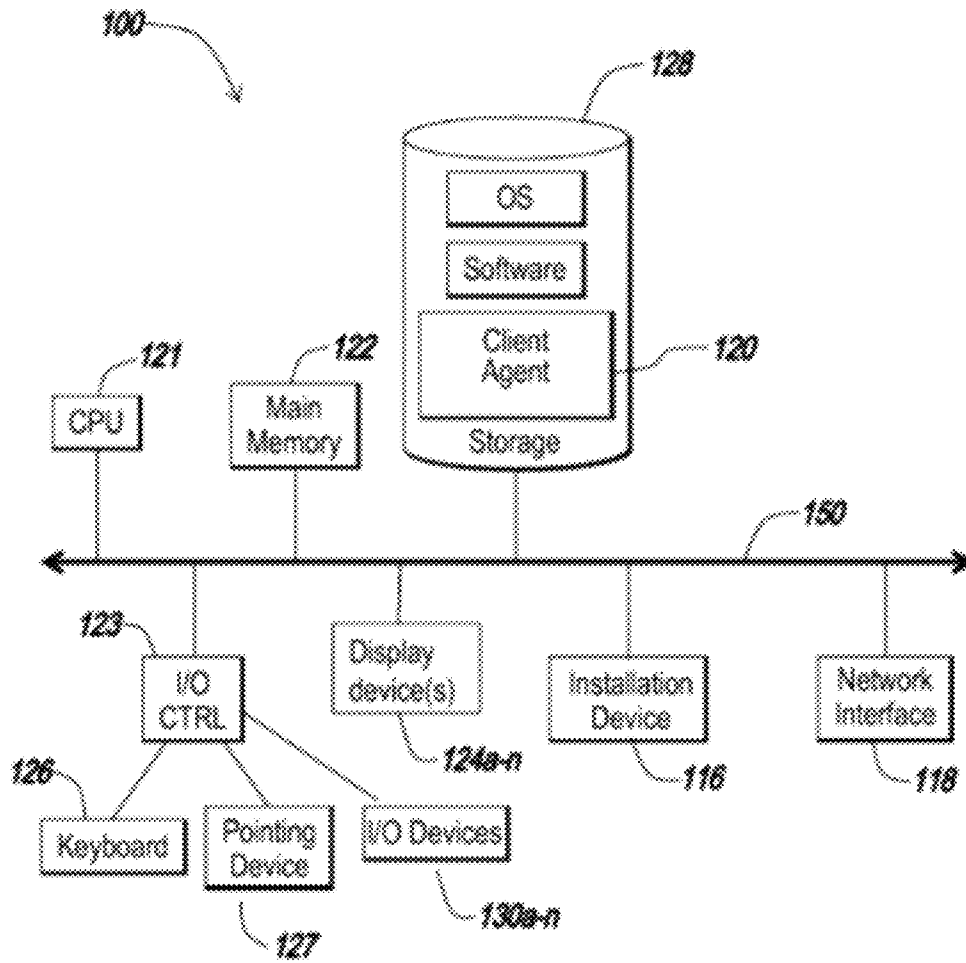 100
128
OS
Software
Client
Agent
120
Storage
121
CPU
122
Main
Memory
150
123
I/O
CTRL
Display
device(s)
124a-n
Installation
Device
116
Network
Interface
118
126
Keyboard
Pointing
Device
127
I/O Devices
130a-n